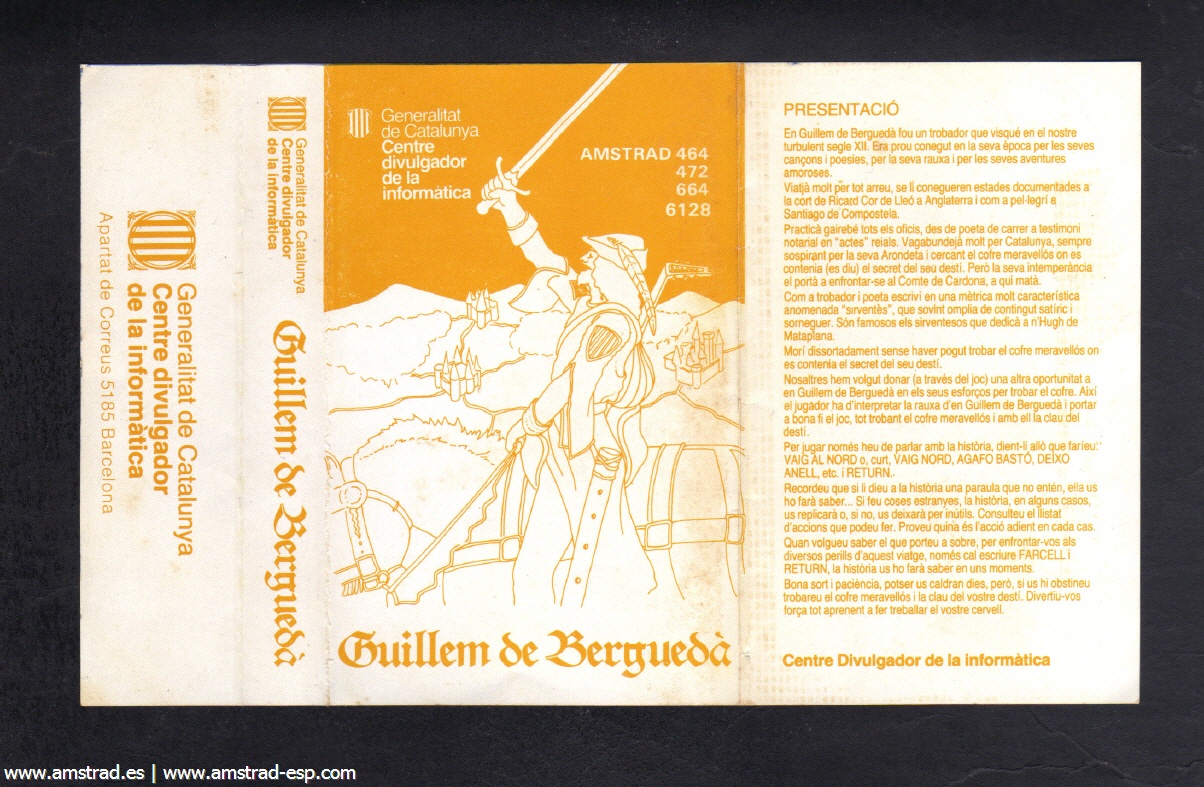 Generalitat de Catalunya
Centre divulgador
de la informàtica
Apartat de Correus 5185 Barcelona
Generalitat de Catalunya
Centre divulgador
de la informàtica
Guillem de Berguedà
Generalitat
de Catalunya
Centre
divulgador
de la
informàtica
AMSTRAD 464
472
664
6128
Guillem de Berguedà
PRESENTACIÓ
En Guillem de Berguedà fou un trobador que visqué en el nostre
turbulent segle XII. Era prou conegut en la seva època per les seves
cançons i poesies, per la seva rauxa i per les seves aventures
amoroses.
Viatjà molt per tot arreu, se li conegueren estades documentades a
la cort de Ricard Cor de Lleó a Anglaterra i com a pel·legrí a
Santiago de Compostela.
Practicà gairebé tots els oficis, des de poeta de carrer a testimoni
notarial en "actes" reials. Vagabundejà molt per Catalunya, sempre
sospirant per la seva Arondeta i cercant el cofre meravellós on es
contenia (es diu) el secret del seu destí. Però la seva intemperància
el portà a enfrontar-se al Comte de Cardona, a qui matà.
Com a trobador i poeta escriví en una mètrica molt característica
anomenada "sirventès", que sovint omplia de contingut satíric i
sorneguer. Són famosos els sirventesos que dedicà a n'Hugh de
Mataplana.
Morí dissortadament sense haver pogut trobar el cofre meravellós on
es contenia el secret del seu destí.
Nosaltres hem volgut donar (a través del joc) una altra oportunitat a
en Guillem de Berguedà en els seus esforços per trobar el cofre. Així
el jugador ha d'interpretar la rauxa d'en Guillem de Berguedà i portar
a bona fi el joc, tot trobant el cofre meravellós i amb ell la clau del
destí.
Per jugar només heu de parlar amb la història, dient-li allò que faríeu:
VAIG AL NORD o, curt, VAIG NORD, AGAFO BASTÓ, DEIXO
ANELL, etc. i RETURN.
Recordeu que si li dieu a la història una paraula que no entén, ella us
ho farà saber... Si feu coses estranyes, la història, en alguns casos,
us replicarà o, si no, us deixarà per inútils. Consulteu el llistat
d'accions que podeu fer. Proveu quina és l'acció adient en cada cas.
Quan volgueu saber el que porteu a sobre, per enfrontar-vos als
diversos perills d'aquest viatge, només cal escriure FARCELL i
RETURN, la història us ho farà saber en uns moments.
Bona sort i paciència, potser us caldran dies, però, si us hi obstineu
trobareu el cofre meravellós i la clau del vostre destí. Divertiu-vos
força tot aprenent a fer treballar el vostre cervell.
Centre Divulgador de la informàtica
www.amstrad.es | www.amstrad-esp.com